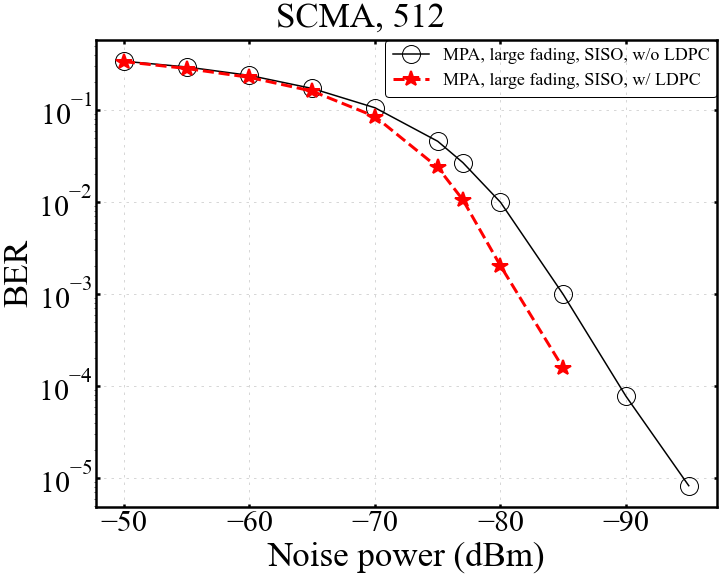 SCMA, 512
MPA, large fading, SISO, w/o LDPC
MPA, large fading, SISO, w/ LDPC
BER
10⁻¹
10⁻²
10⁻³
10⁻⁴
10⁻⁵
−50 −60 −70 −80 −90
Noise power (dBm)